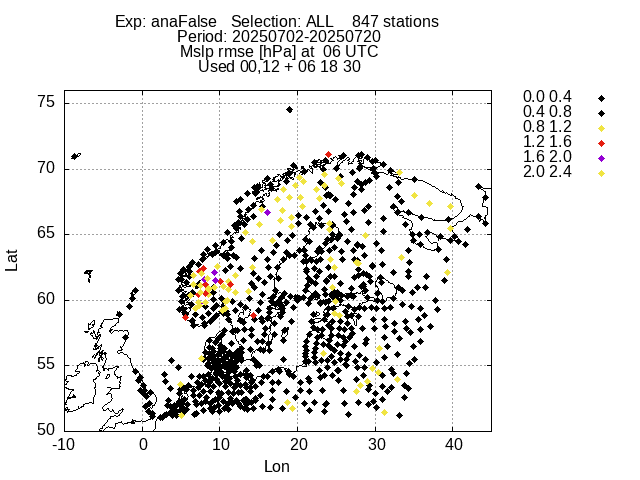 Exp: anaFalse   Selection: ALL    847 stations
Period: 20250702-20250720
Mslp rmse [hPa] at  06 UTC
Used 00,12 + 06 18 30
0.0 0.4
0.4 0.8
0.8 1.2
1.2 1.6
1.6 2.0
2.0 2.4
75
70
65
60
55
50
Lat
-10 0 10 20 30 40
Lon